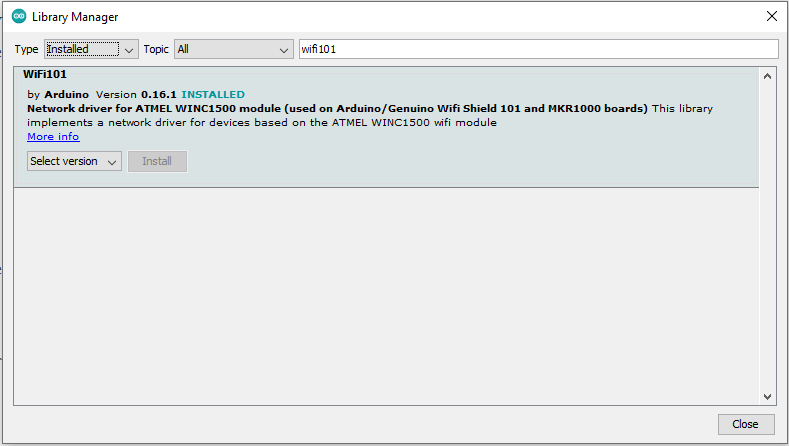 Library Manager
Type Installed Topic All wifi101
WiFi101
by Arduino Version 0.16.1 INSTALLED
Network driver for ATMEL WINC1500 module (used on Arduino/Genuino Wifi Shield 101 and MKR1000 boards) This library
implements a network driver for devices based on the ATMEL WINC1500 wifi module
More info
Select version Install
Close